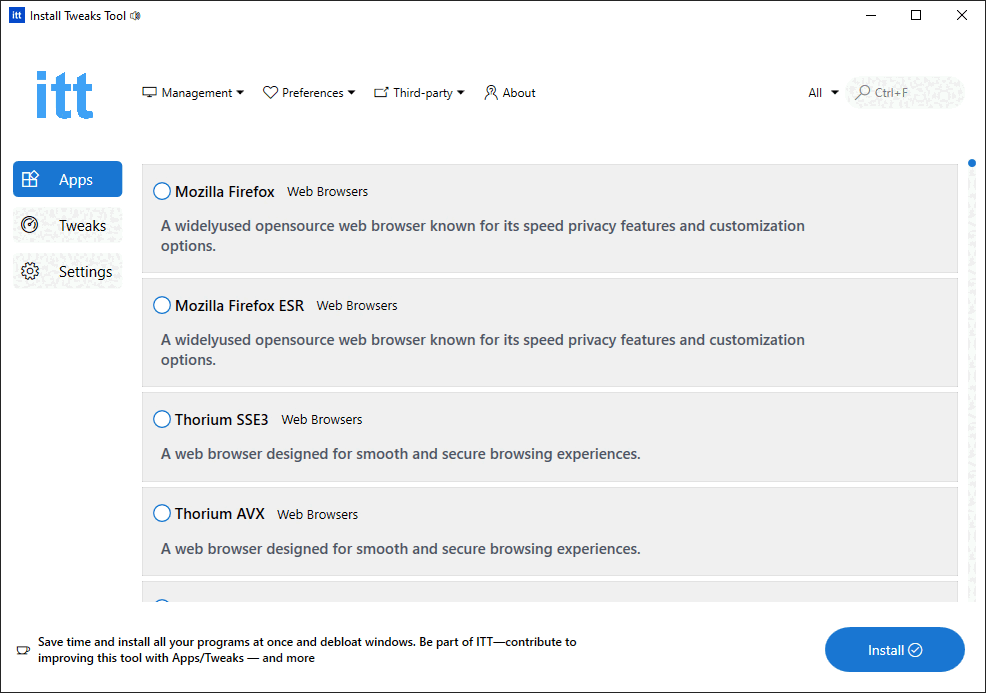 itt Install Tweaks Tool
itt
Management
Preferences
Third-party
About
All
Ctrl+F
Apps
Tweaks
Settings
Mozilla Firefox Web Browsers
A widelyused opensource web browser known for its speed privacy features and customization
options.
Mozilla Firefox ESR Web Browsers
A widelyused opensource web browser known for its speed privacy features and customization
options.
Thorium SSE3 Web Browsers
A web browser designed for smooth and secure browsing experiences.
Thorium AVX Web Browsers
A web browser designed for smooth and secure browsing experiences.
Save time and install all your programs at once and debloat windows. Be part of ITT—contribute to
improving this tool with Apps/Tweaks — and more
Install